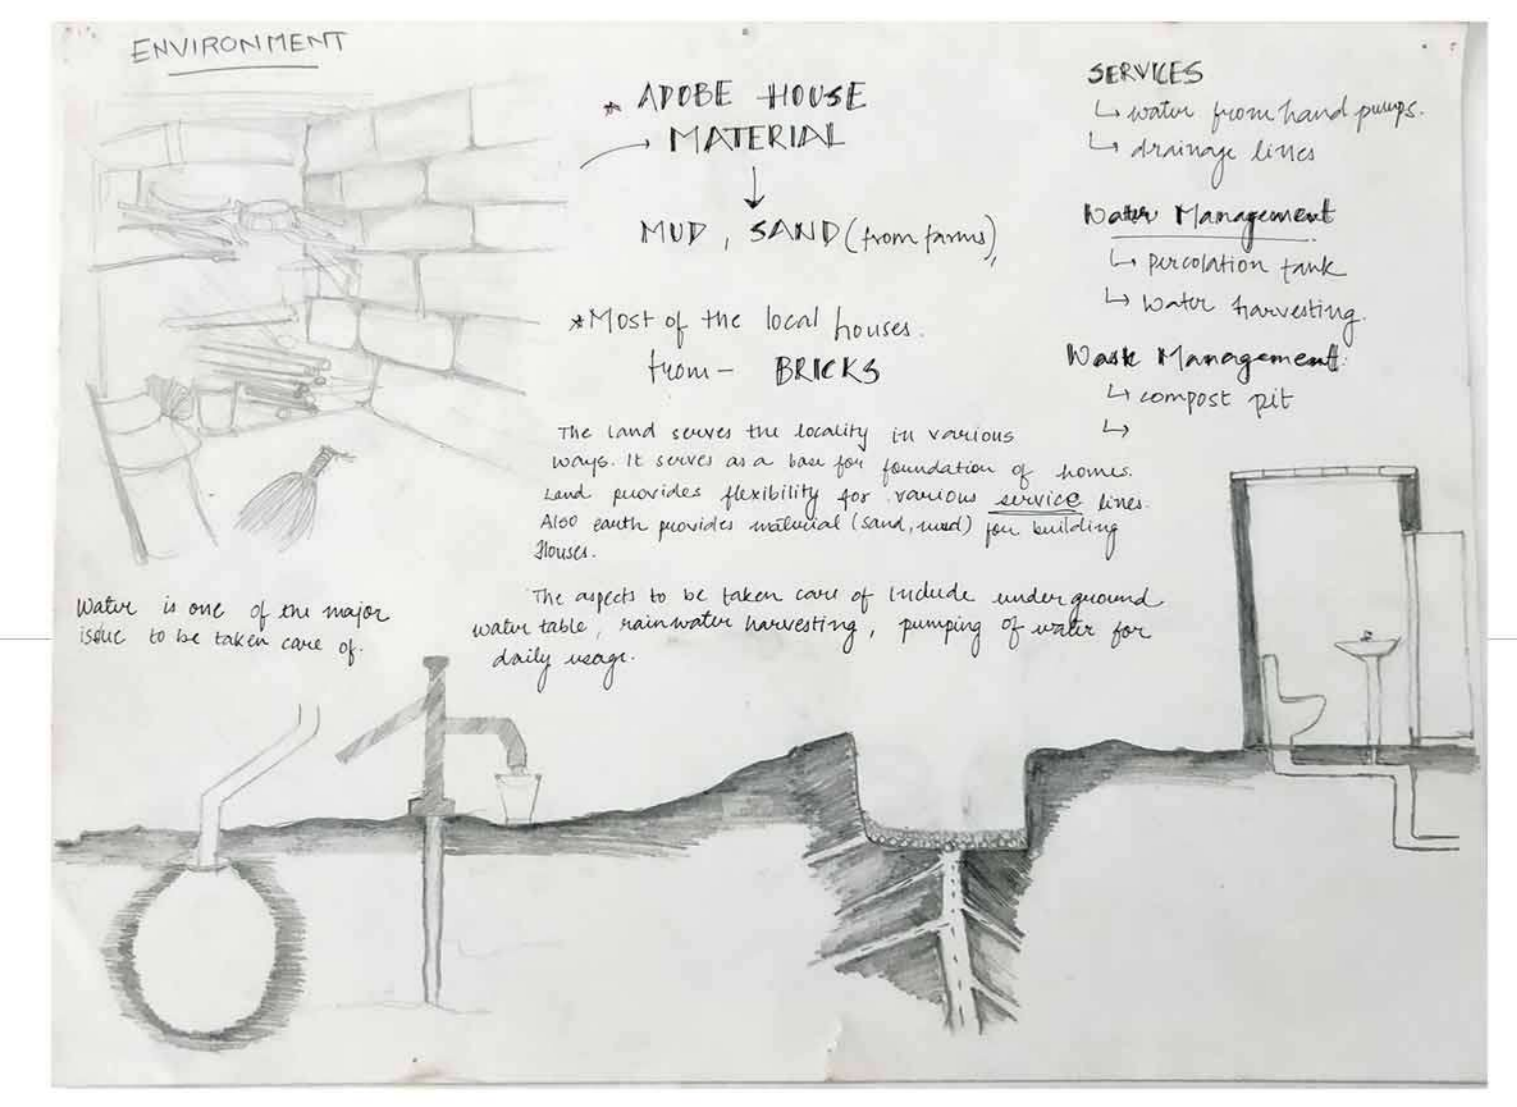 ENVIRONMENT
* ADOBE HOUSE
→ MATERIAL
↓
MUD, SAND (from farms),
*Most of the local houses.
from - BRICKS
The land serves the locality in various
ways. It serves as a base for foundation of homes.
Land provides flexibility for various service lines.
Also earth provides material (sand, mud) for building
Houses.
The aspects to be taken care of include underground
water table, rainwater harvesting, pumping of water for
daily usage.
Water is one of the major
issue to be taken care of.
SERVICES
↳ water from hand pumps.
↳ drainage lines
Water Management
↳ percolation tank
↳ water harvesting.
Waste Management:
↳ compost pit
↳